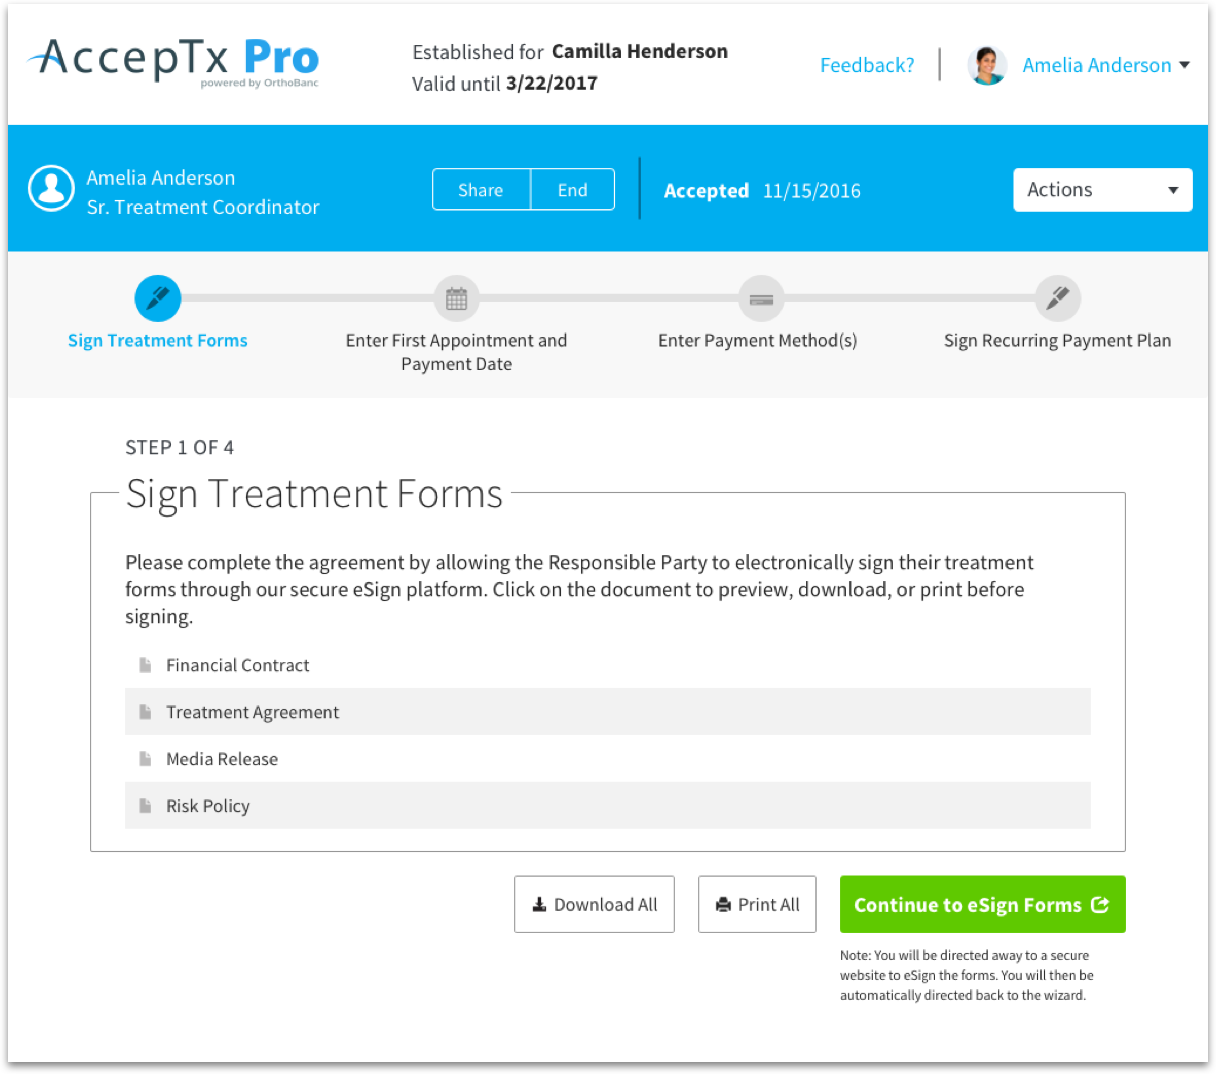 AccepTx Pro
powered by OrthoBanc
Established for Camilla Henderson
Valid until 3/22/2017
Feedback?
Amelia Anderson
Amelia Anderson
Sr. Treatment Coordinator
Share
End
Accepted 11/15/2016
Actions
Sign Treatment Forms
Enter First Appointment and
Payment Date
Enter Payment Method(s)
Sign Recurring Payment Plan
STEP 1 OF 4
Sign Treatment Forms
Please complete the agreement by allowing the Responsible Party to electronically sign their treatment
forms through our secure eSign platform. Click on the document to preview, download, or print before
signing.
Financial Contract
Treatment Agreement
Media Release
Risk Policy
Download All
Print All
Continue to eSign Forms
Note: You will be directed away to a secure
website to eSign the forms. You will then be
automatically directed back to the wizard.